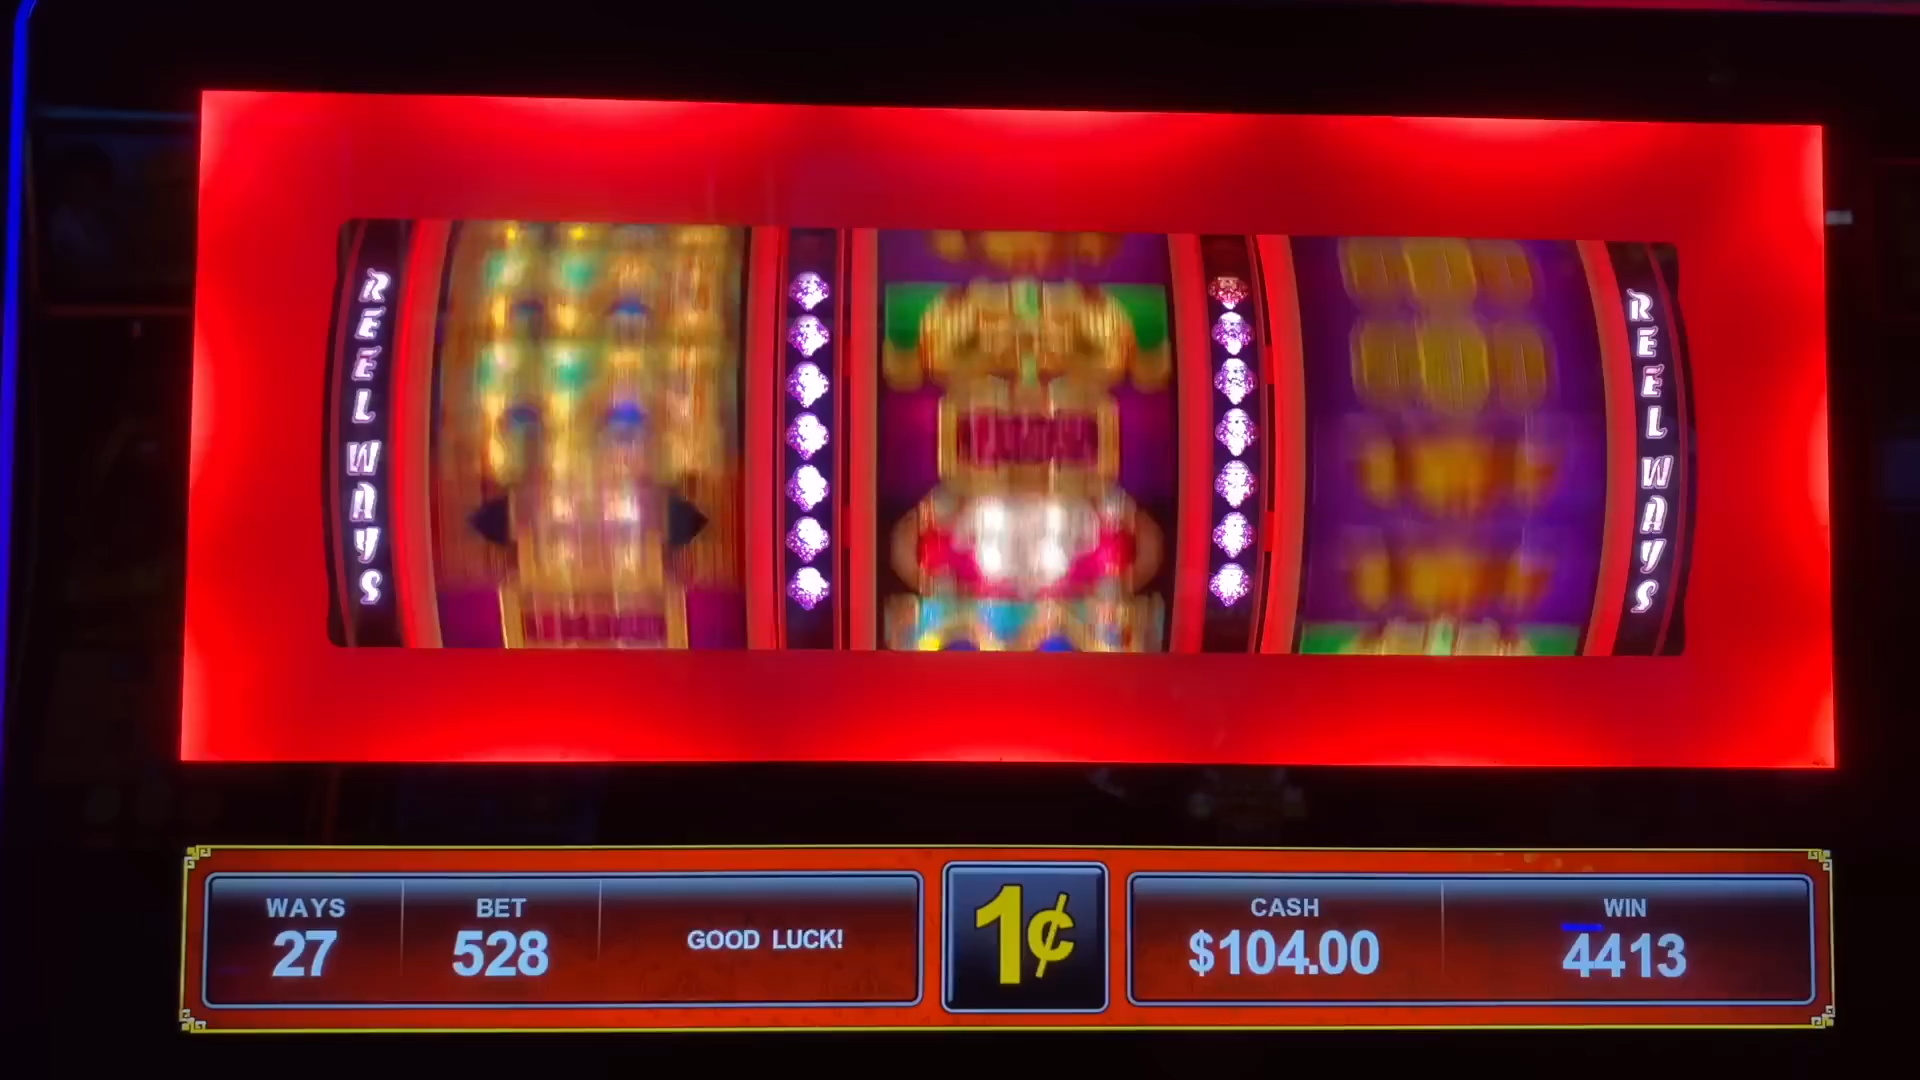 REEL WAYS
REEL WAYS
WAYS
27
BET
528
GOOD LUCK!
1¢
CASH
$104.00
WIN
4413